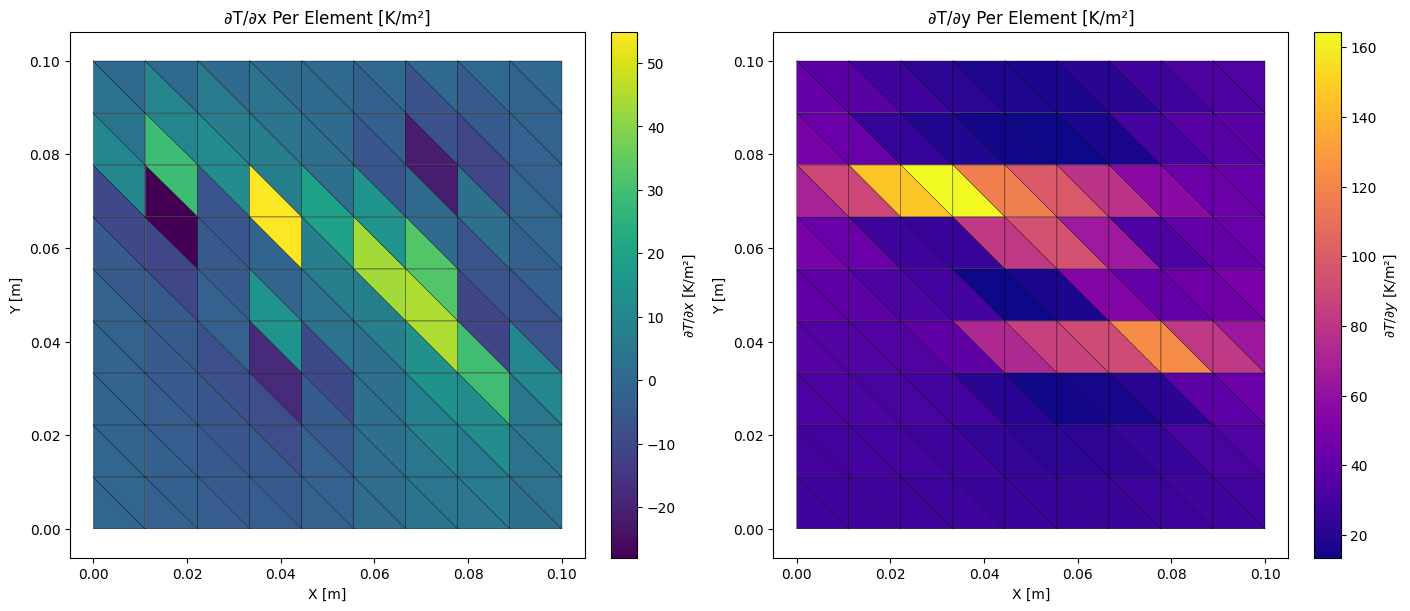 ∂T/∂x Per Element [K/m²]
0.10
0.08
0.06
0.04
0.02
0.00
Y [m]
0.00 0.02 0.04 0.06 0.08 0.10
X [m]
50
40
30
20
10
0
−10
−20
∂T/∂x [K/m²]
∂T/∂y Per Element [K/m²]
0.10
0.08
0.06
0.04
0.02
0.00
Y [m]
0.00 0.02 0.04 0.06 0.08 0.10
X [m]
160
140
120
100
80
60
40
20
∂T/∂y [K/m²]